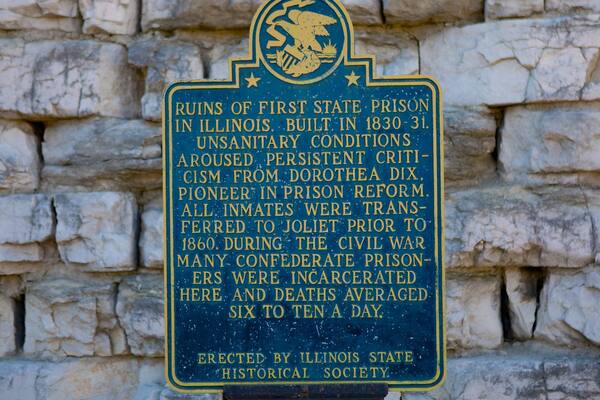 RUINS OF FIRST STATE PRISON
IN ILLINOIS. BUILT IN 1830-31.
UNSANITARY CONDITIONS
AROUSED PERSISTENT CRITI-
CISM FROM DOROTHEA DIX,
PIONEER IN PRISON REFORM.
ALL INMATES WERE TRANS-
FERRED TO JOLIET PRIOR TO
1860. DURING THE CIVIL WAR
MANY CONFEDERATE PRISON-
ERS WERE INCARCERATED
HERE AND DEATHS AVERAGED
SIX TO TEN A DAY.
ERECTED BY ILLINOIS STATE
HISTORICAL SOCIETY.